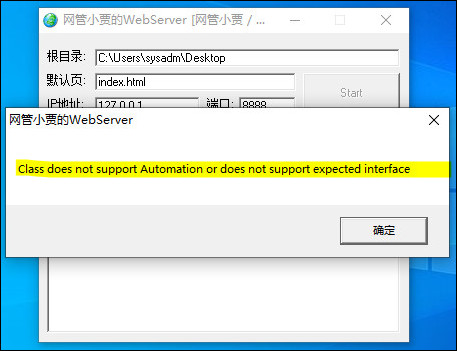 网管小贾的WebServer [网管小贾 / ...
根目录: C:\Users\sysadm\Desktop
默认页: index.html
Start
IP地址: 127.0.0.1 端口: 8888
网管小贾的WebServer
Class does not support Automation or does not support expected interface
确定